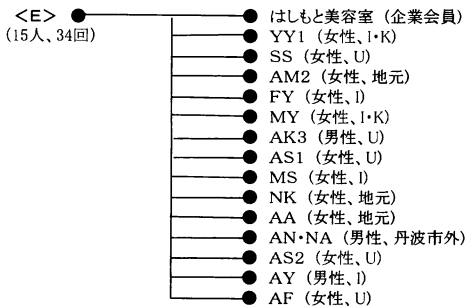 <E>
(15人、34回)
はしもと美容室 (企業会員)
YY1 (女性、I・K)
SS (女性、U)
AM2 (女性、地元)
FY (女性、I)
MY (女性、I・K)
AK3 (男性、U)
AS1 (女性、U)
MS (女性、I)
NK (女性、地元)
AA (女性、地元)
AN・NA (男性、丹波市外)
AS2 (女性、U)
AY (男性、I)
AF (女性、U)